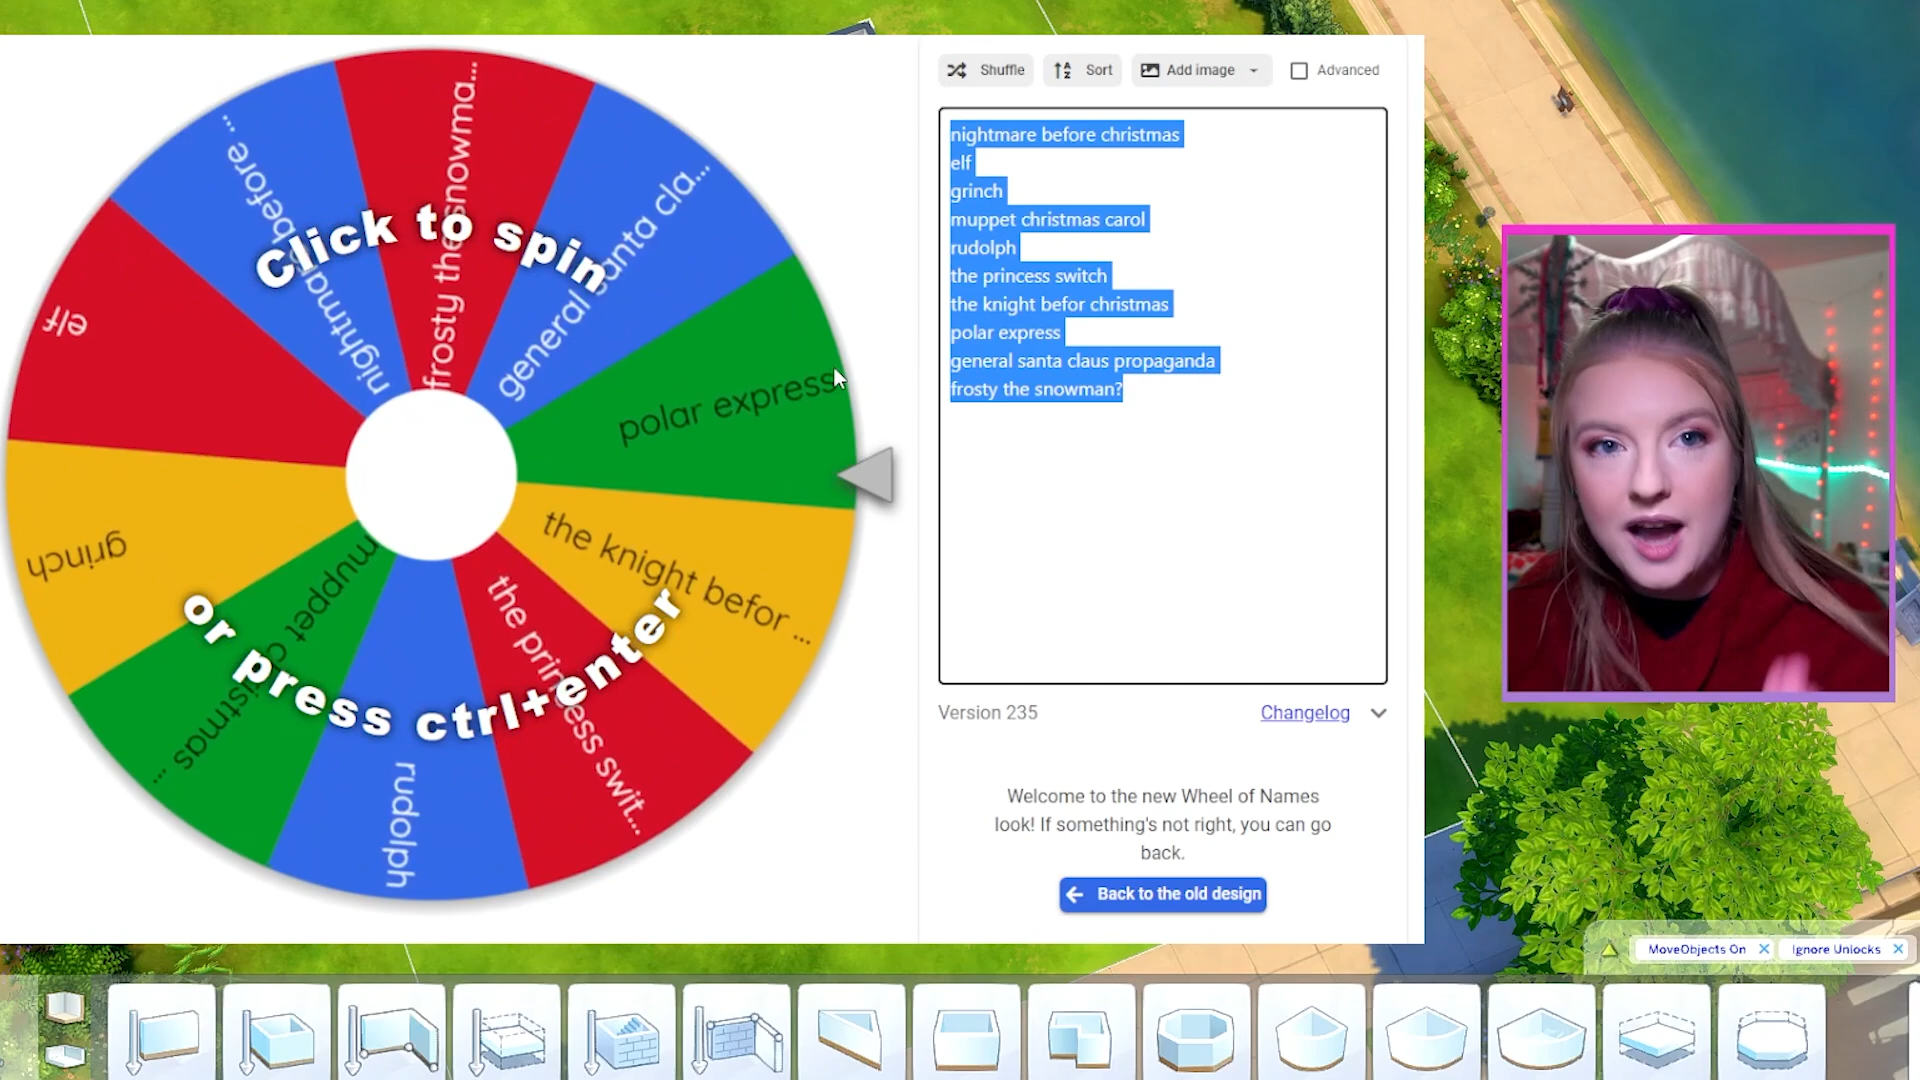 Shuffle
Sort
Add image
Advanced
nightmare before christmas
elf
grinch
muppet christmas carol
rudolph
the princess switch
the knight befor christmas
polar express
general santa claus propaganda
frosty the snowman?
Version 235
Changelog
Welcome to the new Wheel of Names
look! If something's not right, you can go
back.
Back to the old design
Click to spin
or press ctrl+enter
nightmare before ...
frosty the snowma...
general santa cla...
polar express
the knight befor ...
the princess swit...
rudolph
muppet christmas ...
grinch
elf
MoveObjects On
Ignore Unlocks